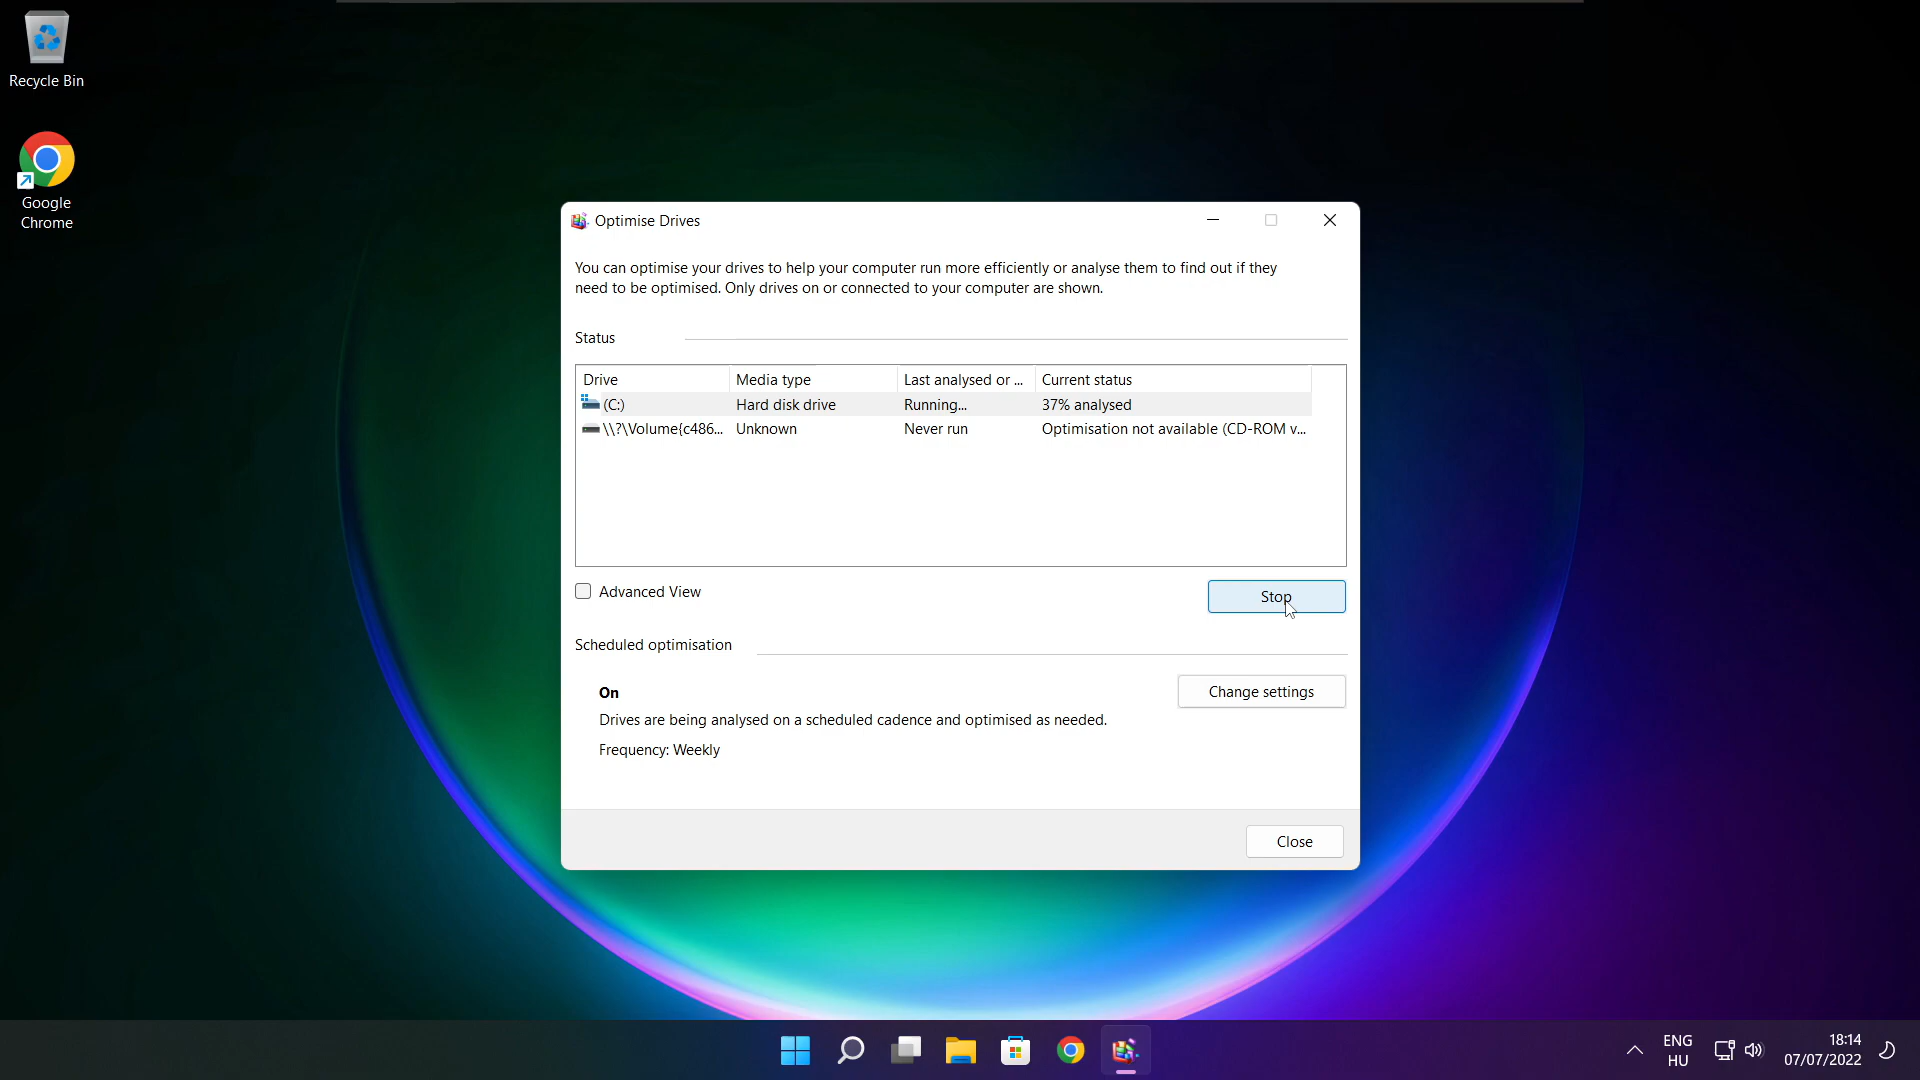 Recycle Bin
Google
Chrome
Optimise Drives
You can optimise your drives to help your computer run more efficiently or analyse them to find out if they
need to be optimised. Only drives on or connected to your computer are shown.
Status
Drive Media type Last analysed or ... Current status
(C:) Hard disk drive Running... 37% analysed
\\?\Volume{c486... Unknown Never run Optimisation not available (CD-ROM v...
Advanced View
Stop
Scheduled optimisation
On
Change settings
Drives are being analysed on a scheduled cadence and optimised as needed.
Frequency: Weekly
Close
ENG
HU
18:14
07/07/2022